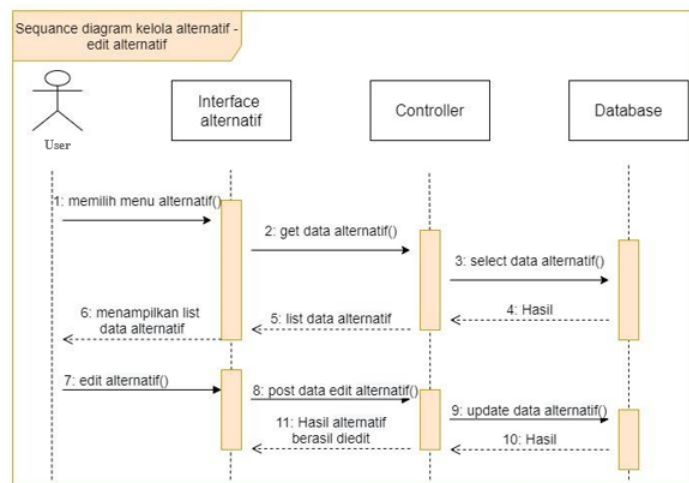 Sequance diagram kelola alternatif -
edit alternatif
User
Interface
alternatif
Controller
Database
1: memilih menu alternatif()
2: get data alternatif()
3: select data alternatif()
4: Hasil
5: list data alternatif
6: menampilkan list
data alternatif
7: edit alternatif()
8: post data edit alternatif()
9: update data alternatif()
10: Hasil
11: Hasil alternatif
berasil diedit